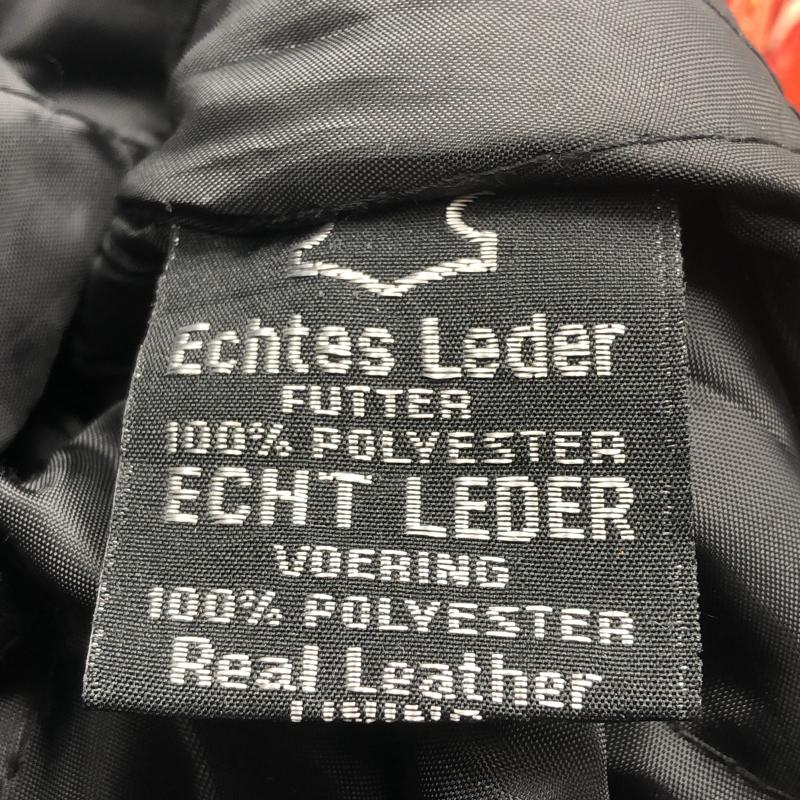 Echtes Leder
FUTTER
100% POLYESTER
ECHT LEDER
VOERING
100% POLYESTER
Real Leather